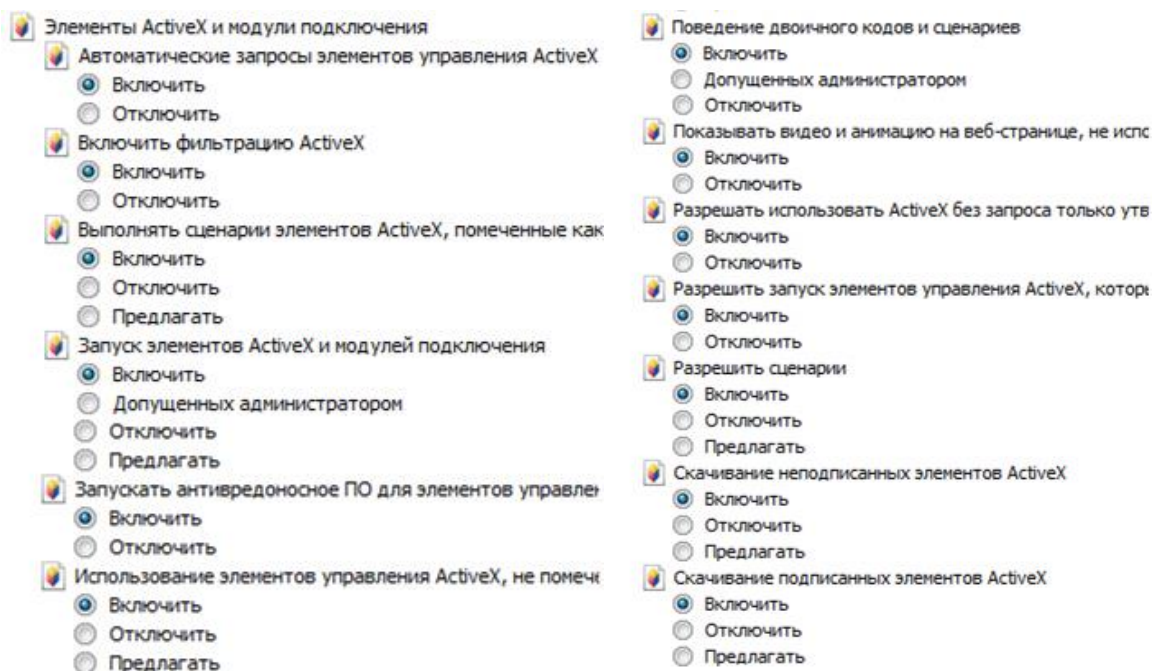 Элементы ActiveX и модули подключения
Автоматические запросы элементов управления ActiveX
Включить
Отключить
Включить фильтрацию ActiveX
Включить
Отключить
Выполнять сценарии элементов ActiveX, помеченные как
Включить
Отключить
Предлагать
Запуск элементов ActiveX и модулей подключения
Включить
Допущенных администратором
Отключить
Предлагать
Запускать антивредоносное ПО для элементов управлен
Включить
Отключить
Использование элементов управления ActiveX, не помече
Включить
Отключить
Предлагать
Поведение двоичного кодов и сценариев
Включить
Допущенных администратором
Отключить
Показывать видео и анимацию на веб-странице, не испо
Включить
Отключить
Разрешать использовать ActiveX без запроса только утв
Включить
Отключить
Разрешить запуск элементов управления ActiveX, которы
Включить
Отключить
Разрешить сценарии
Включить
Отключить
Предлагать
Скачивание неподписанных элементов ActiveX
Включить
Отключить
Предлагать
Скачивание подписанных элементов ActiveX
Включить
Отключить
Предлагать